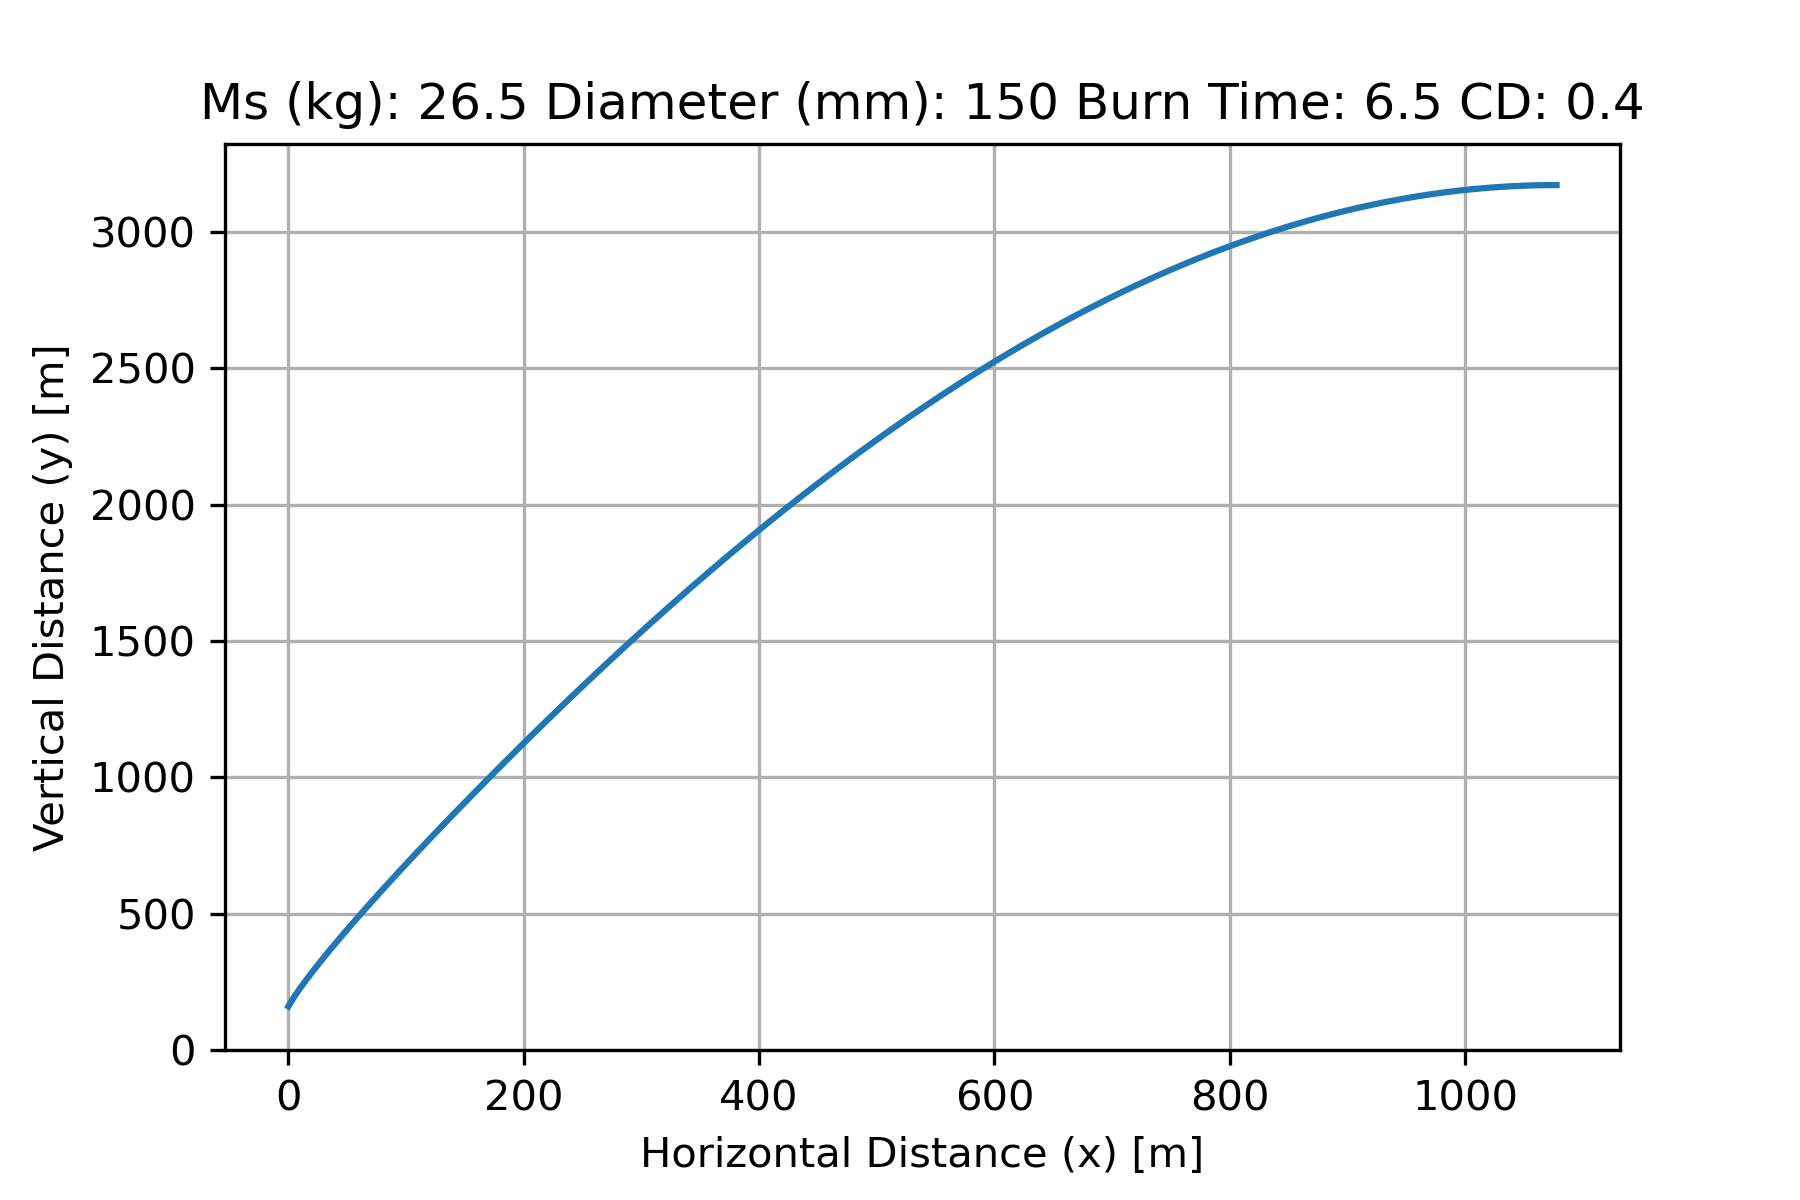 Ms (kg): 26.5 Diameter (mm): 150 Burn Time: 6.5 CD: 0.4
Vertical Distance (y) [m]
3000
2500
2000
1500
1000
500
0
0 200 400 600 800 1000
Horizontal Distance (x) [m]